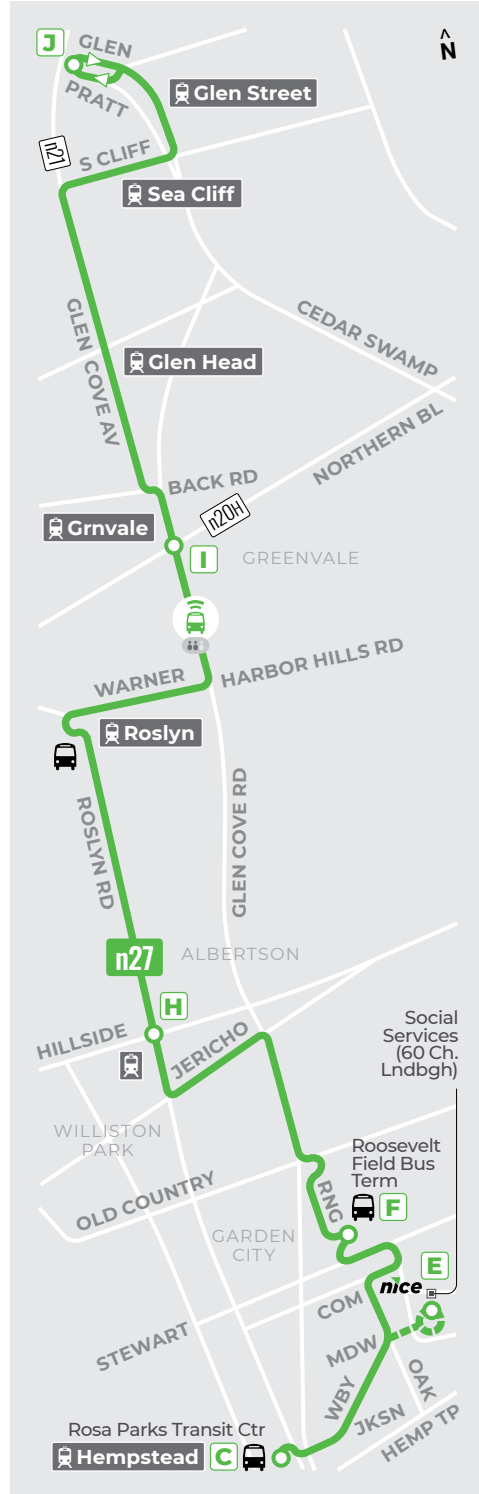 J
GLEN
N
PRATT
Glen Street
n21
S CLIFF
Sea Cliff
GLEN COVE AV
CEDAR SWAMP
Glen Head
NORTHERN BL
BACK RD
n20H
Grnvale
I
GREENVALE
WARNER
HARBOR HILLS RD
Roslyn
ROSLYN RD
GLEN COVE RD
n27
ALBERTSON
H
HILLSIDE
JERICHO
Social
Services
(60 Ch.
Lndbgh)
WILLISTON
PARK
Roosevelt
Field Bus
Term
F
RNG
OLD COUNTRY
GARDEN
CITY
E
nice
COM
STEWART
MDW
OAK
WBY
JKSN
HEMP TP
Rosa Parks Transit Ctr
Hempstead
C